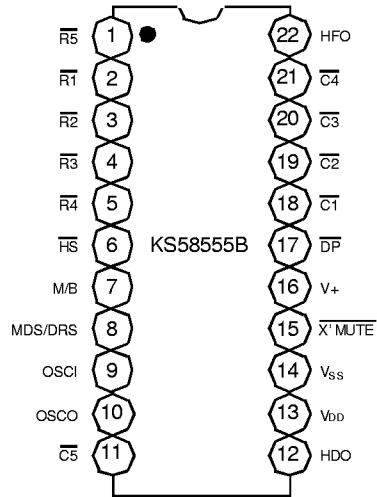 R5 1 22 HFO
R1 2 21 C4
R2 3 20 C3
R3 4 19 C2
R4 5 18 C1
HS 6 KS58555B 17 DP
M/B 7 16 V+
MDS/DRS 8 15 X' MUTE
OSCI 9 14 VSS
OSCO 10 13 VDD
C5 11 12 HDO